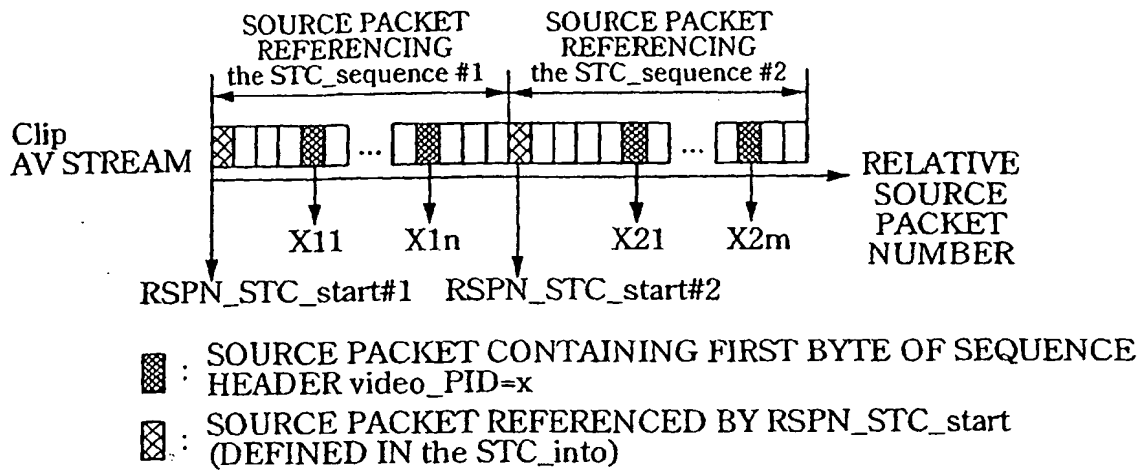 SOURCE PACKET
REFERENCING
the STC_sequence #1
SOURCE PACKET
REFERENCING
the STC_sequence #2
Clip
AV STREAM
...
...
RELATIVE
SOURCE
PACKET
NUMBER
X11
X1n
X21
X2m
RSPN_STC_start#1
RSPN_STC_start#2
: SOURCE PACKET CONTAINING FIRST BYTE OF SEQUENCE
HEADER video_PID=x
: SOURCE PACKET REFERENCED BY RSPN_STC_start
(DEFINED IN the STC_into)